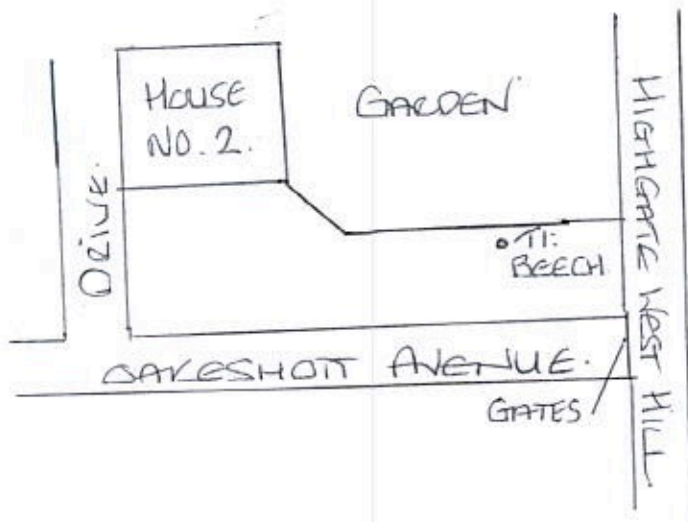 HOUSE
NO. 2.
GARDEN
DRIVE.
T1:
BEECH
HIGHGATE WEST HILL
OAKESHOTT AVENUE.
GATES